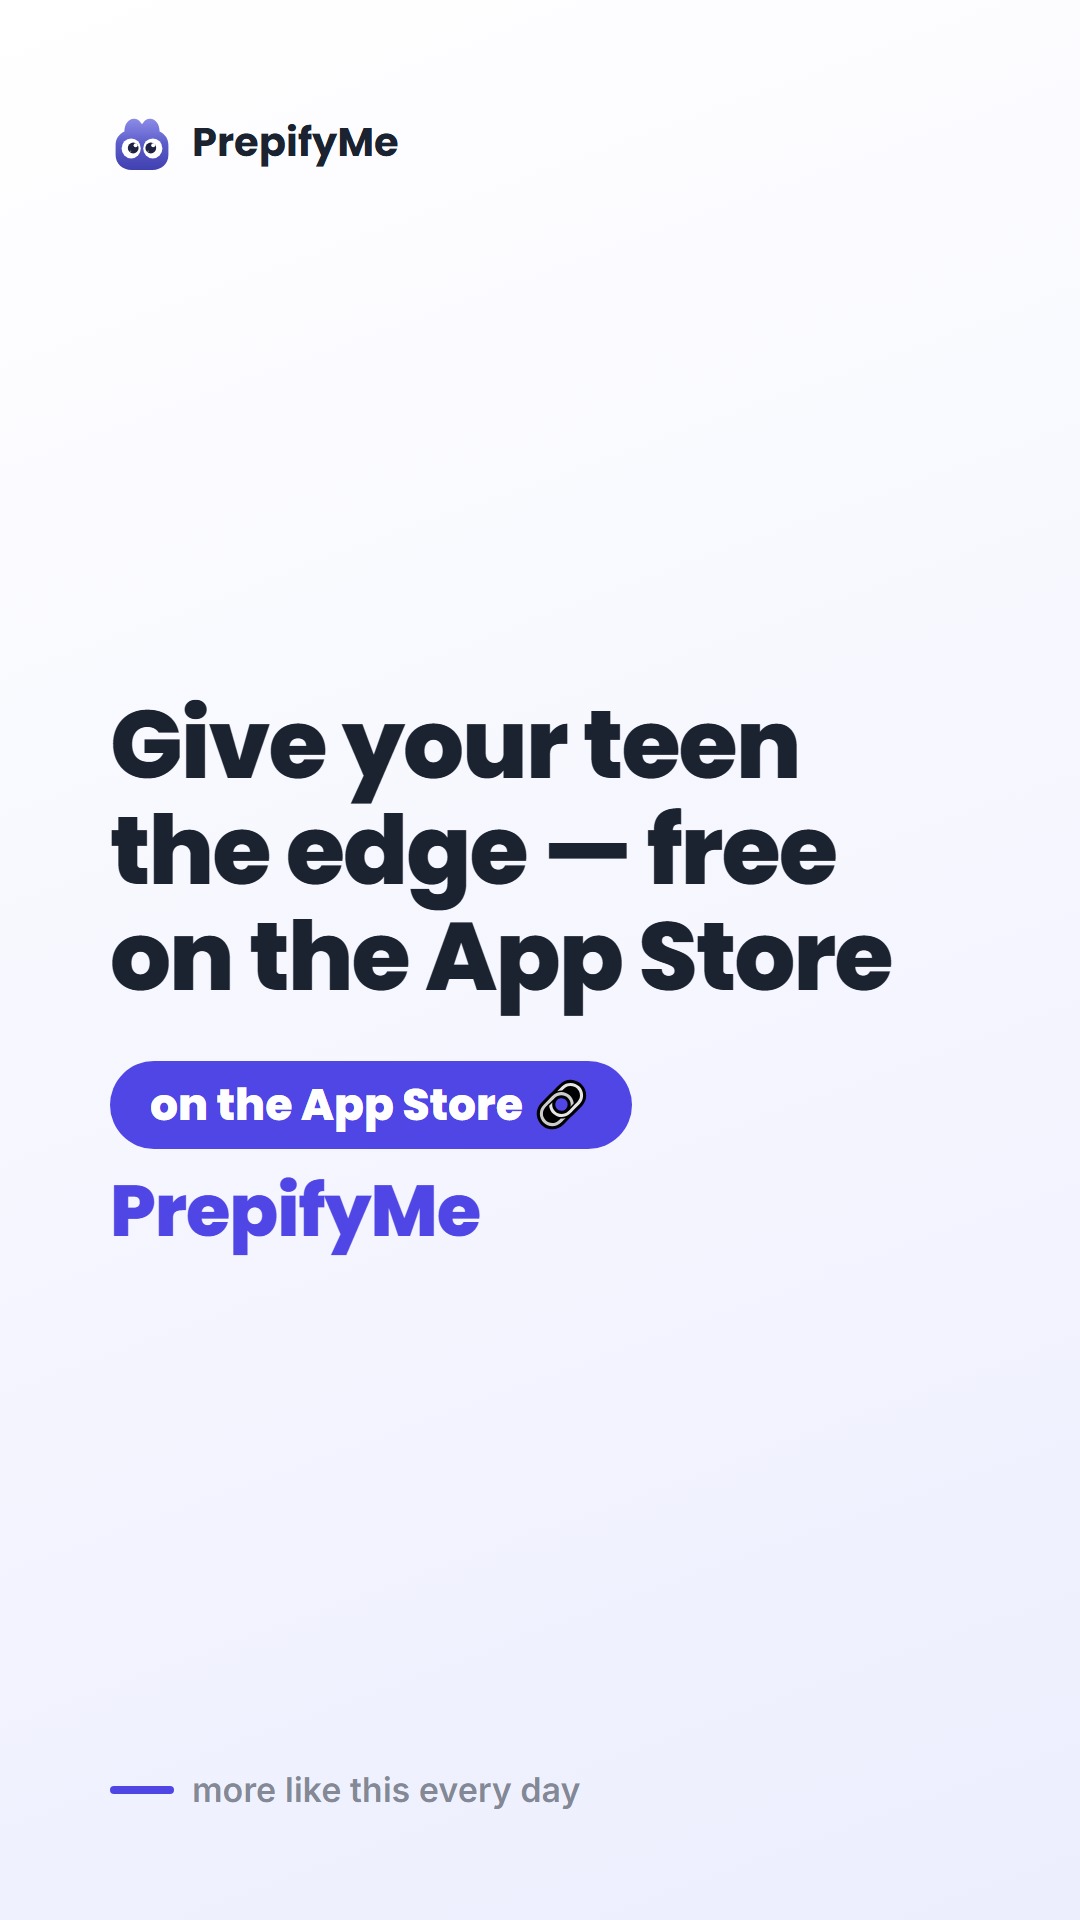 PrepifyMe
Give your teen
the edge — free
on the App Store
on the App Store 🔗
PrepifyMe
more like this every day